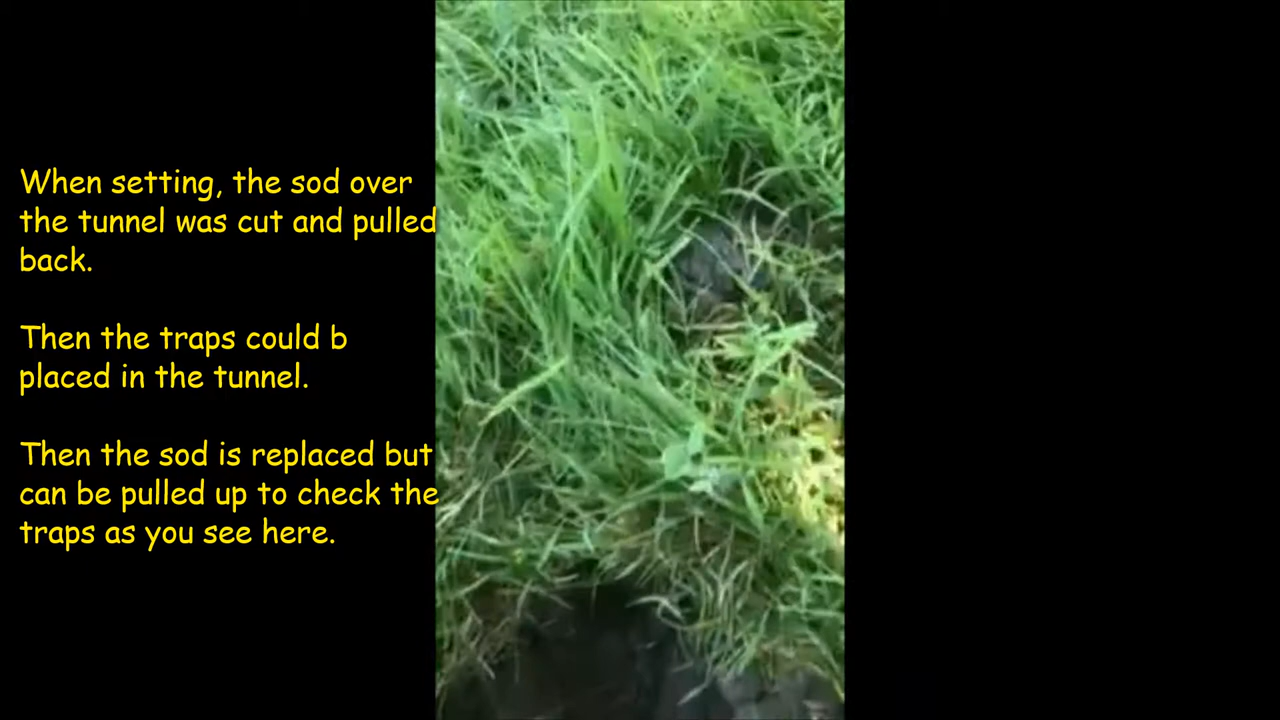 When setting, the sod over
the tunnel was cut and pulled
back.
Then the traps could b
placed in the tunnel.
Then the sod is replaced but
can be pulled up to check the
traps as you see here.